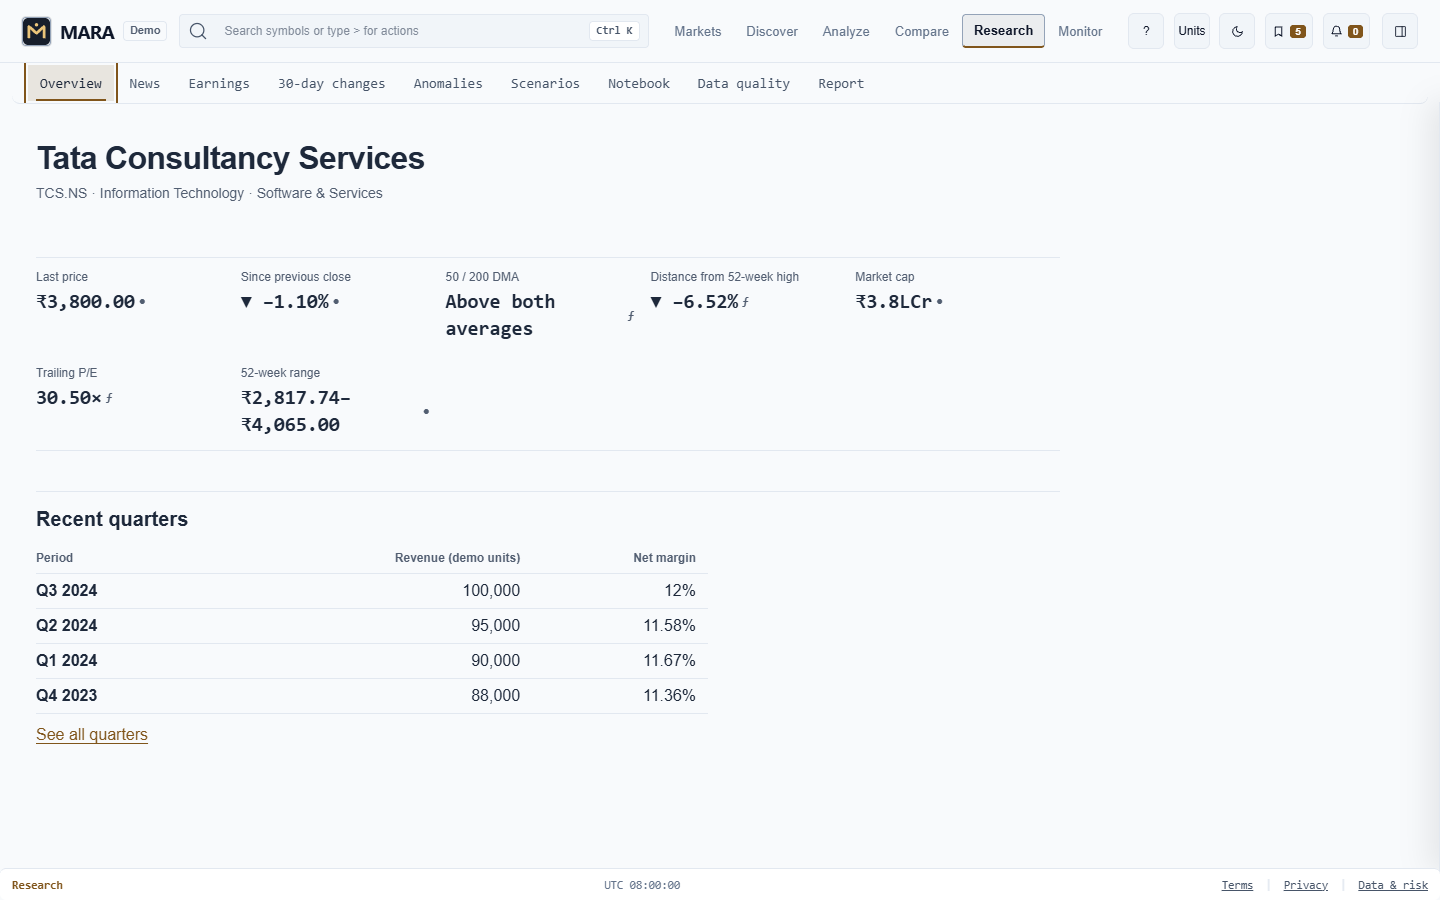 MARA Demo Search symbols or type > for actions Ctrl K Markets Discover Analyze Compare Research Monitor ? Units 5 0
Overview News Earnings 30-day changes Anomalies Scenarios Notebook Data quality Report
Tata Consultancy Services
TCS.NS · Information Technology · Software & Services
Last price Since previous close 50 / 200 DMA Distance from 52-week high Market cap
₹3,800.00 • ▼ −1.10% • Above both averages ƒ ▼ −6.52% ƒ ₹3.8LCr •
Trailing P/E 52-week range
30.50× ƒ ₹2,817.74–₹4,065.00 •
Recent quarters
Period Revenue (demo units) Net margin
Q3 2024 100,000 12%
Q2 2024 95,000 11.58%
Q1 2024 90,000 11.67%
Q4 2023 88,000 11.36%
See all quarters
Research UTC 08:00:00 Terms | Privacy | Data & risk